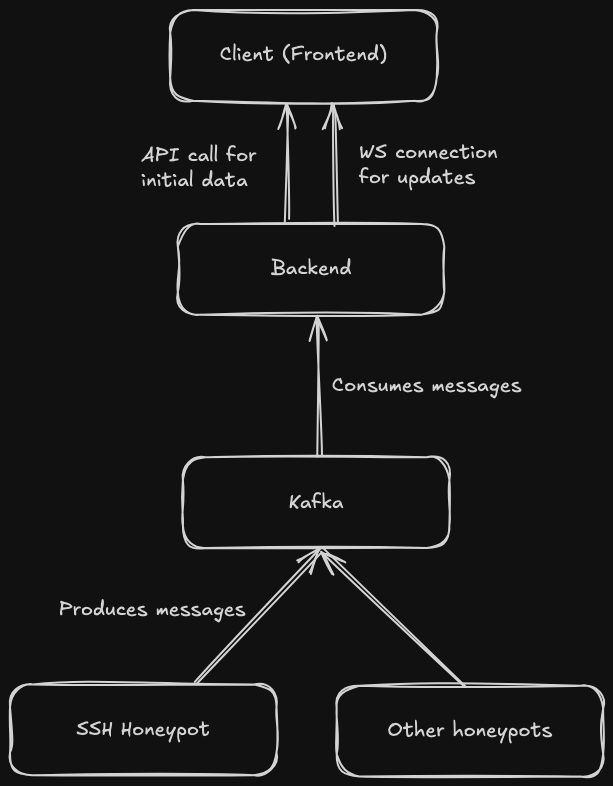 Client (Frontend)
API call for
initial data
WS connection
for updates
Backend
Consumes messages
Kafka
Produces messages
SSH Honeypot
Other honeypots